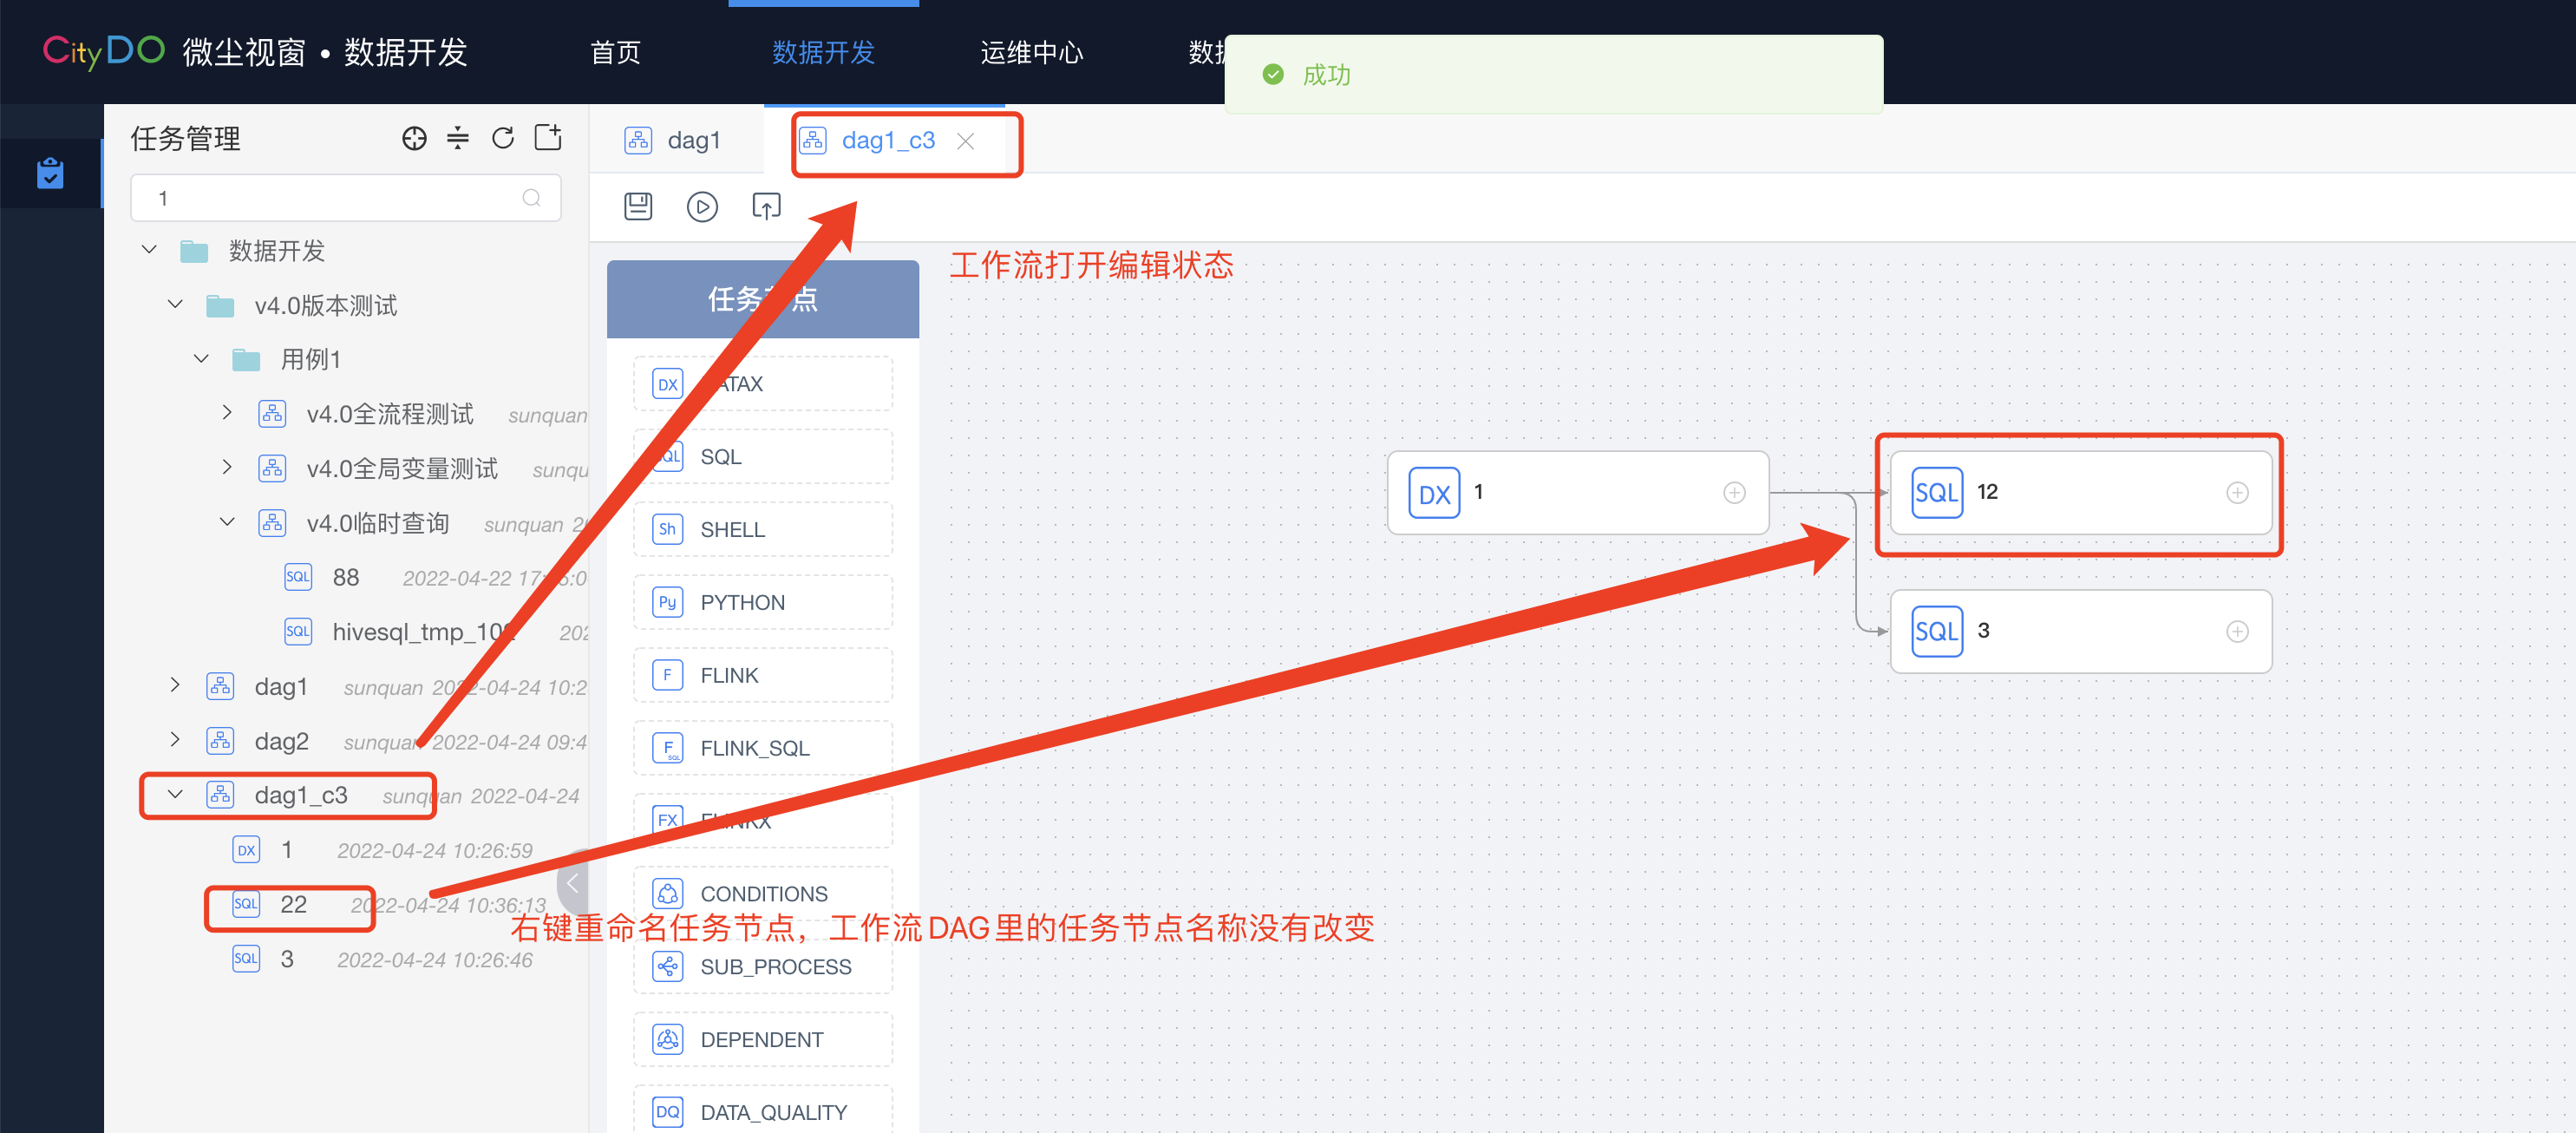 CityDO 微尘视窗 • 数据开发
首页
数据开发
运维中心
数据
成功
任务管理
1
数据开发
v4.0版本测试
用例1
v4.0全流程测试 sunquan
v4.0全局变量测试 sunqu
v4.0临时查询 sunquan 2
SQL 88 2022-04-22 17
SQL hivesql_tmp_10 202
dag1 sunquan 2022-04-24 10:2
dag2 sunquan 2022-04-24 09:4
dag1_c3 sunquan 2022-04-24
DX 1 2022-04-24 10:26:59
SQL 22 2022-04-24 10:36:13
SQL 3 2022-04-24 10:26:46
dag1
dag1_c3
工作流打开编辑状态
任务节点
DX DATAX
SQL SQL
Sh SHELL
Py PYTHON
F FLINK
F SQL FLINK_SQL
FX FLINKX
CONDITIONS
右键重命名任务节点，工作流DAG里的任务节点名称没有改变
SUB_PROCESS
DEPENDENT
DQ DATA_QUALITY
DX 1
SQL 12
SQL 3